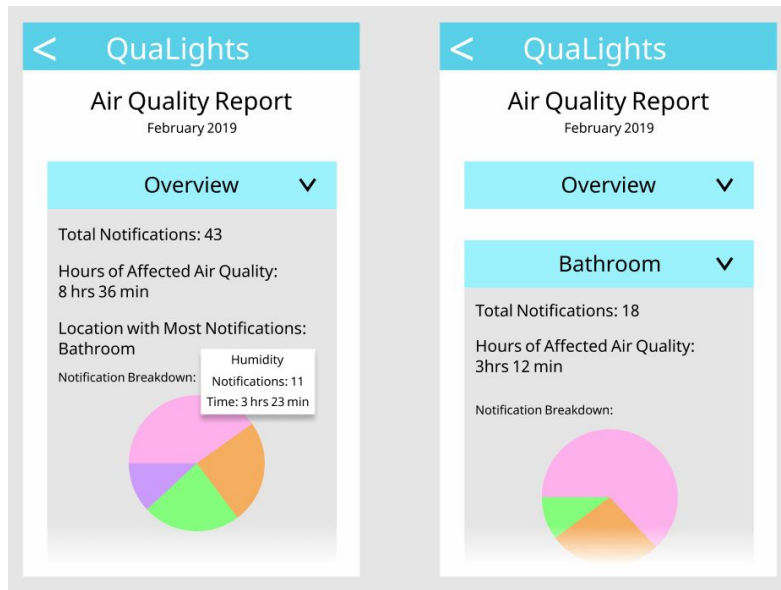 < QuaLights
Air Quality Report
February 2019
Overview
Total Notifications: 43
Hours of Affected Air Quality:
8 hrs 36 min
Location with Most Notifications:
Bathroom
Notification Breakdown:
Humidity
Notifications: 11
Time: 3 hrs 23 min
< QuaLights
Air Quality Report
February 2019
Overview
Bathroom
Total Notifications: 18
Hours of Affected Air Quality:
3hrs 12 min
Notification Breakdown: